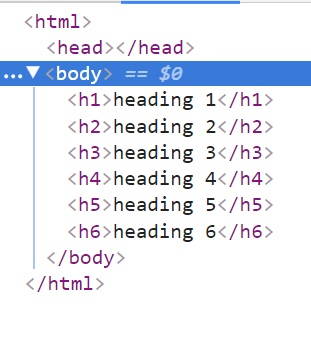 <html>
<head></head>
...▼<body> == $0
<h1>heading 1</h1>
<h2>heading 2</h2>
<h3>heading 3</h3>
<h4>heading 4</h4>
<h5>heading 5</h5>
<h6>heading 6</h6>
</body>
</html>